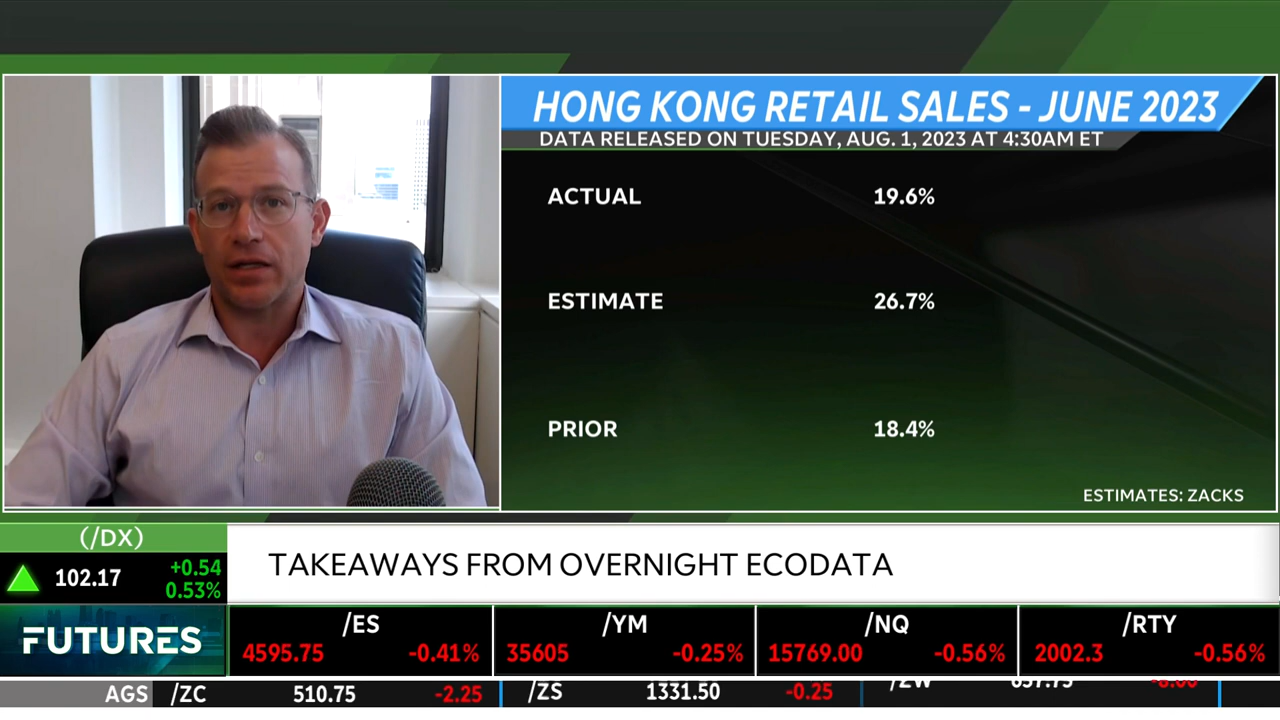 HONG KONG RETAIL SALES - JUNE 2023
DATA RELEASED ON TUESDAY, AUG. 1, 2023 AT 4:30AM ET
ACTUAL 19.6%
ESTIMATE 26.7%
PRIOR 18.4%
ESTIMATES: ZACKS
(/DX)
102.17 +0.54
0.53%
TAKEAWAYS FROM OVERNIGHT ECODATA
FUTURES
/ES
4595.75 -0.41%
/YM
35605 -0.25%
/NQ
15769.00 -0.56%
/RTY
2002.3 -0.56%
AGS /ZC 510.75 -2.25 /ZS 1331.50 -0.25 /ZW